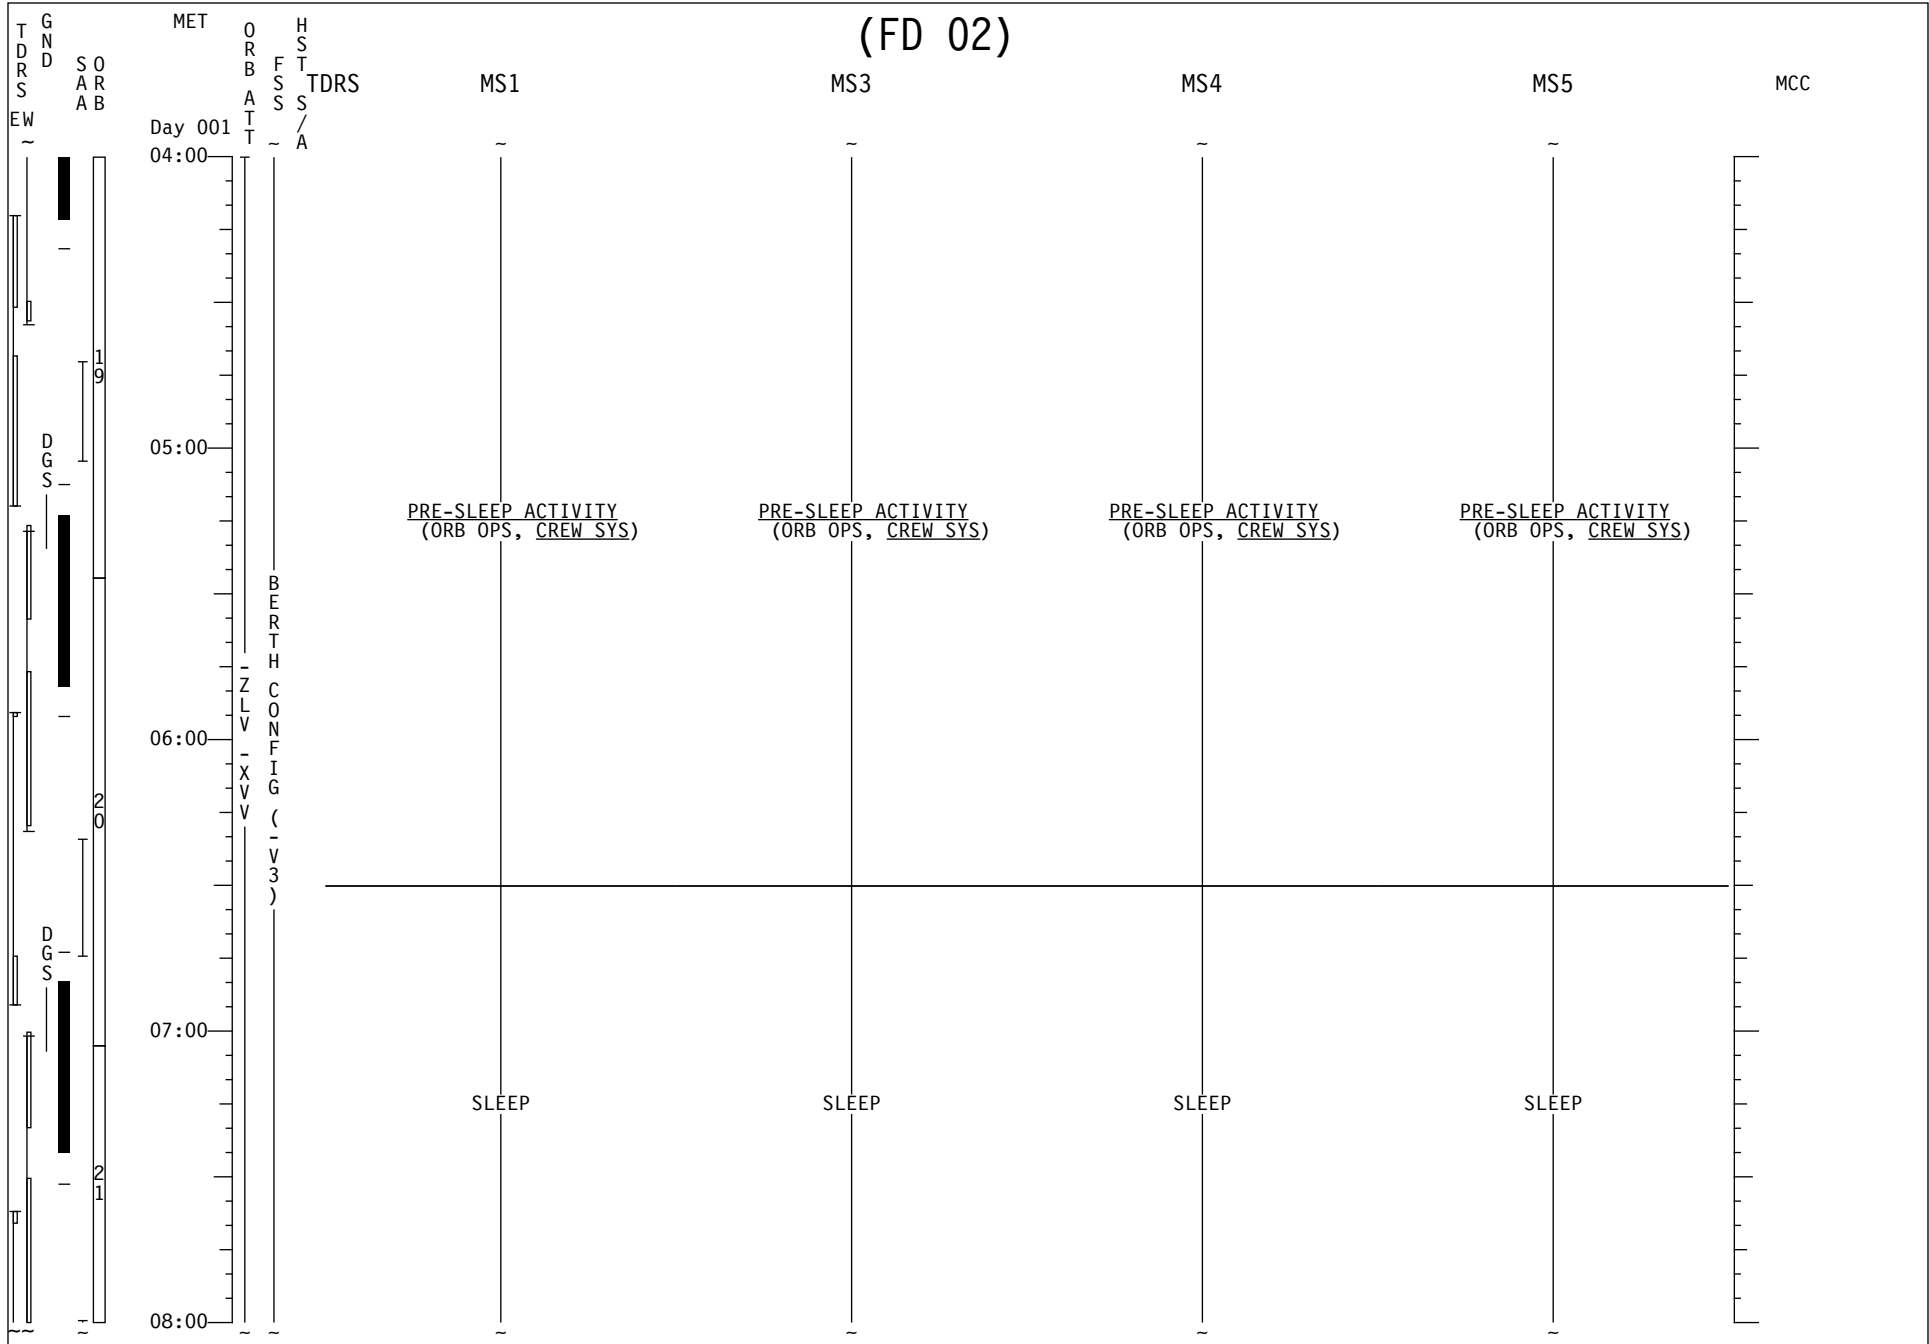 (FD 02)
TDRS
GND
SAA
ORB
MET
ORB ATT
FSS
HST S/A
TDRS
MS1
MS3
MS4
MS5
MCC
EW
Day 001
~ ~ ~ ~ ~ ~
04:00
19
DGS
05:00
PRE-SLEEP ACTIVITY
(ORB OPS, CREW SYS)
PRE-SLEEP ACTIVITY
(ORB OPS, CREW SYS)
PRE-SLEEP ACTIVITY
(ORB OPS, CREW SYS)
PRE-SLEEP ACTIVITY
(ORB OPS, CREW SYS)
BERTH CONFIG (-V3)
-ZLV -XVV
06:00
20
DGS
07:00
SLEEP
SLEEP
SLEEP
SLEEP
21
08:00
~~ ~ ~ ~ ~ ~ ~ ~